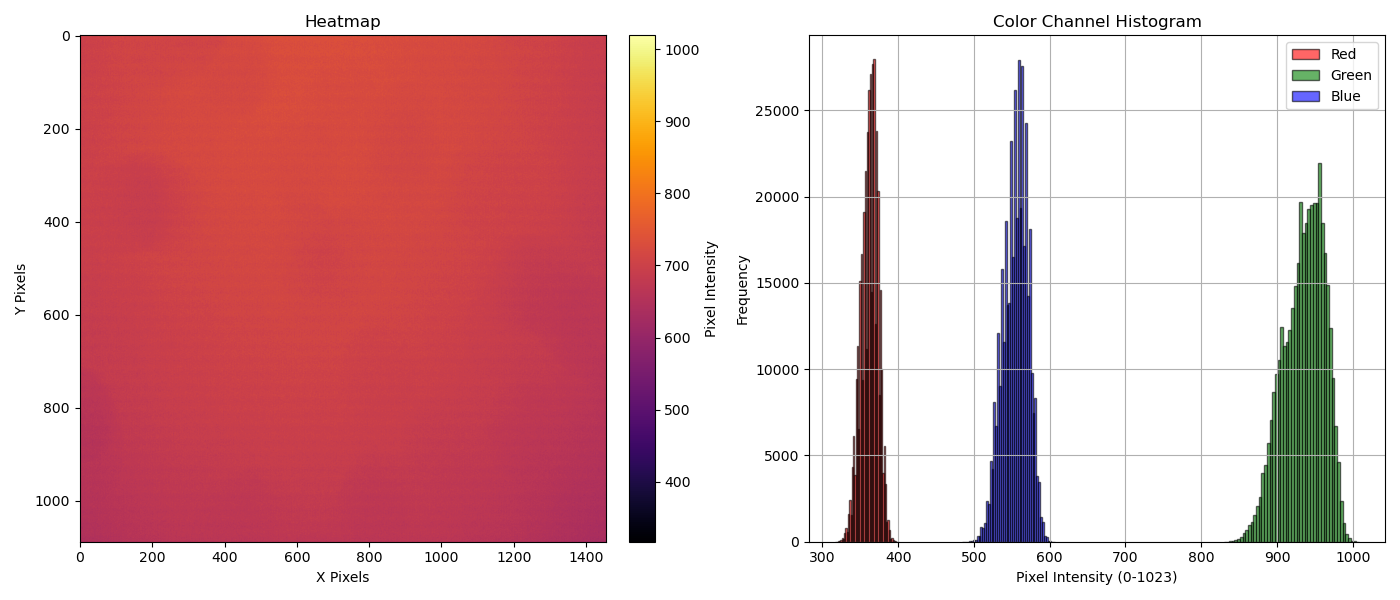 Heatmap
0
200
400
600
800
1000
Y Pixels
0 200 400 600 800 1000 1200 1400
X Pixels
1000
900
800
700
600
500
400
Pixel Intensity
Color Channel Histogram
Red
Green
Blue
25000
20000
15000
10000
5000
0
Frequency
300 400 500 600 700 800 900 1000
Pixel Intensity (0-1023)